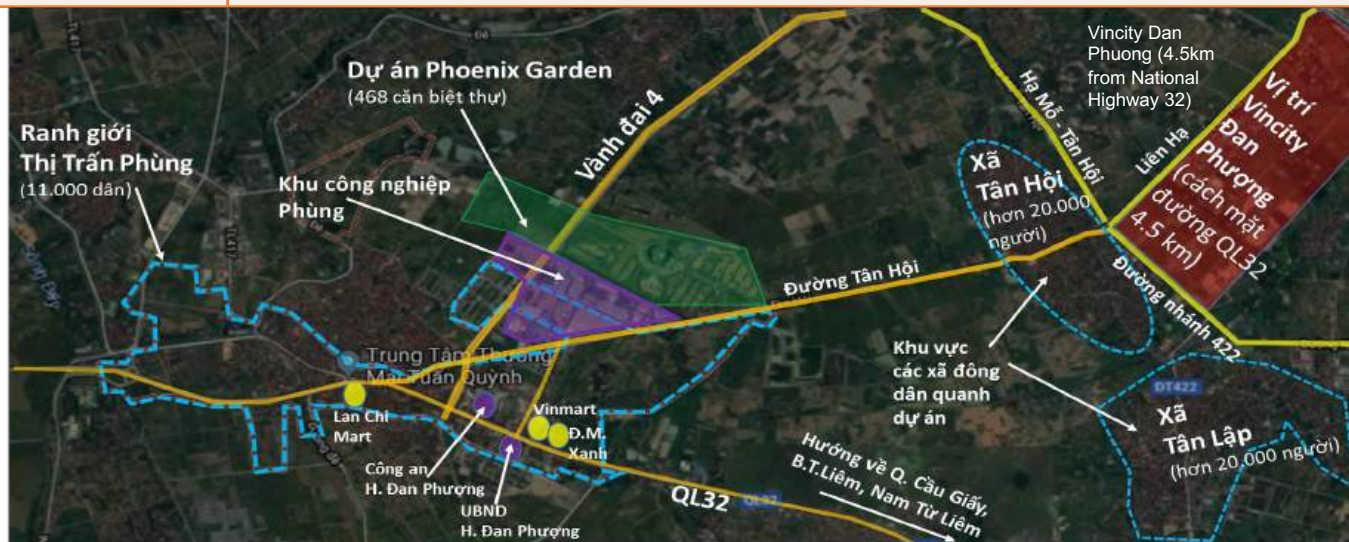 TL417
Đê
Dự án Phoenix Garden
(468 căn biệt thự)
Vành đai 4
Ranh giới
Thị Trấn Phùng
(11.000 dân)
Khu công nghiệp
Phùng
TL417
Trung Tâm Thương
Mại Tuấn Quỳnh
Lan Chi
Mart
Công an
H. Đan Phượng
UBND
H. Đan Phượng
Vinmart
Đ.M.
Xanh
QL32
QL32
Hướng về Q. Cầu Giấy,
B.T.Liêm, Nam Từ Liêm
Đường Tân Hội
Hạ Mỗ - Tân Hội
Xã
Tân Hội
(hơn 20.000
người)
Khu vực
các xã đông
dân quanh
dự án
Vincity Dan
Phuong (4.5km
from National
Highway 32)
Liên Hạ
Vị trí
Vincity
Đan
Phượng
(cách mặt
đường QL32
4.5 km)
Đường nhánh 422
DT422
Xã
Tân Lập
(hơn 20.000 người)